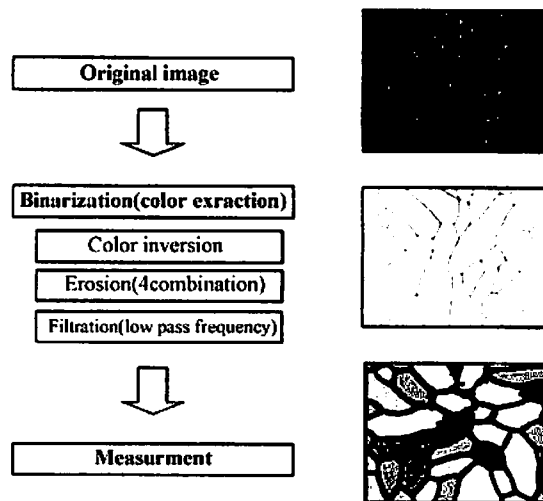 Original image
Binarization(color exraction)
Color inversion
Erosion(4combination)
Filtration(low pass frequency)
Measurment